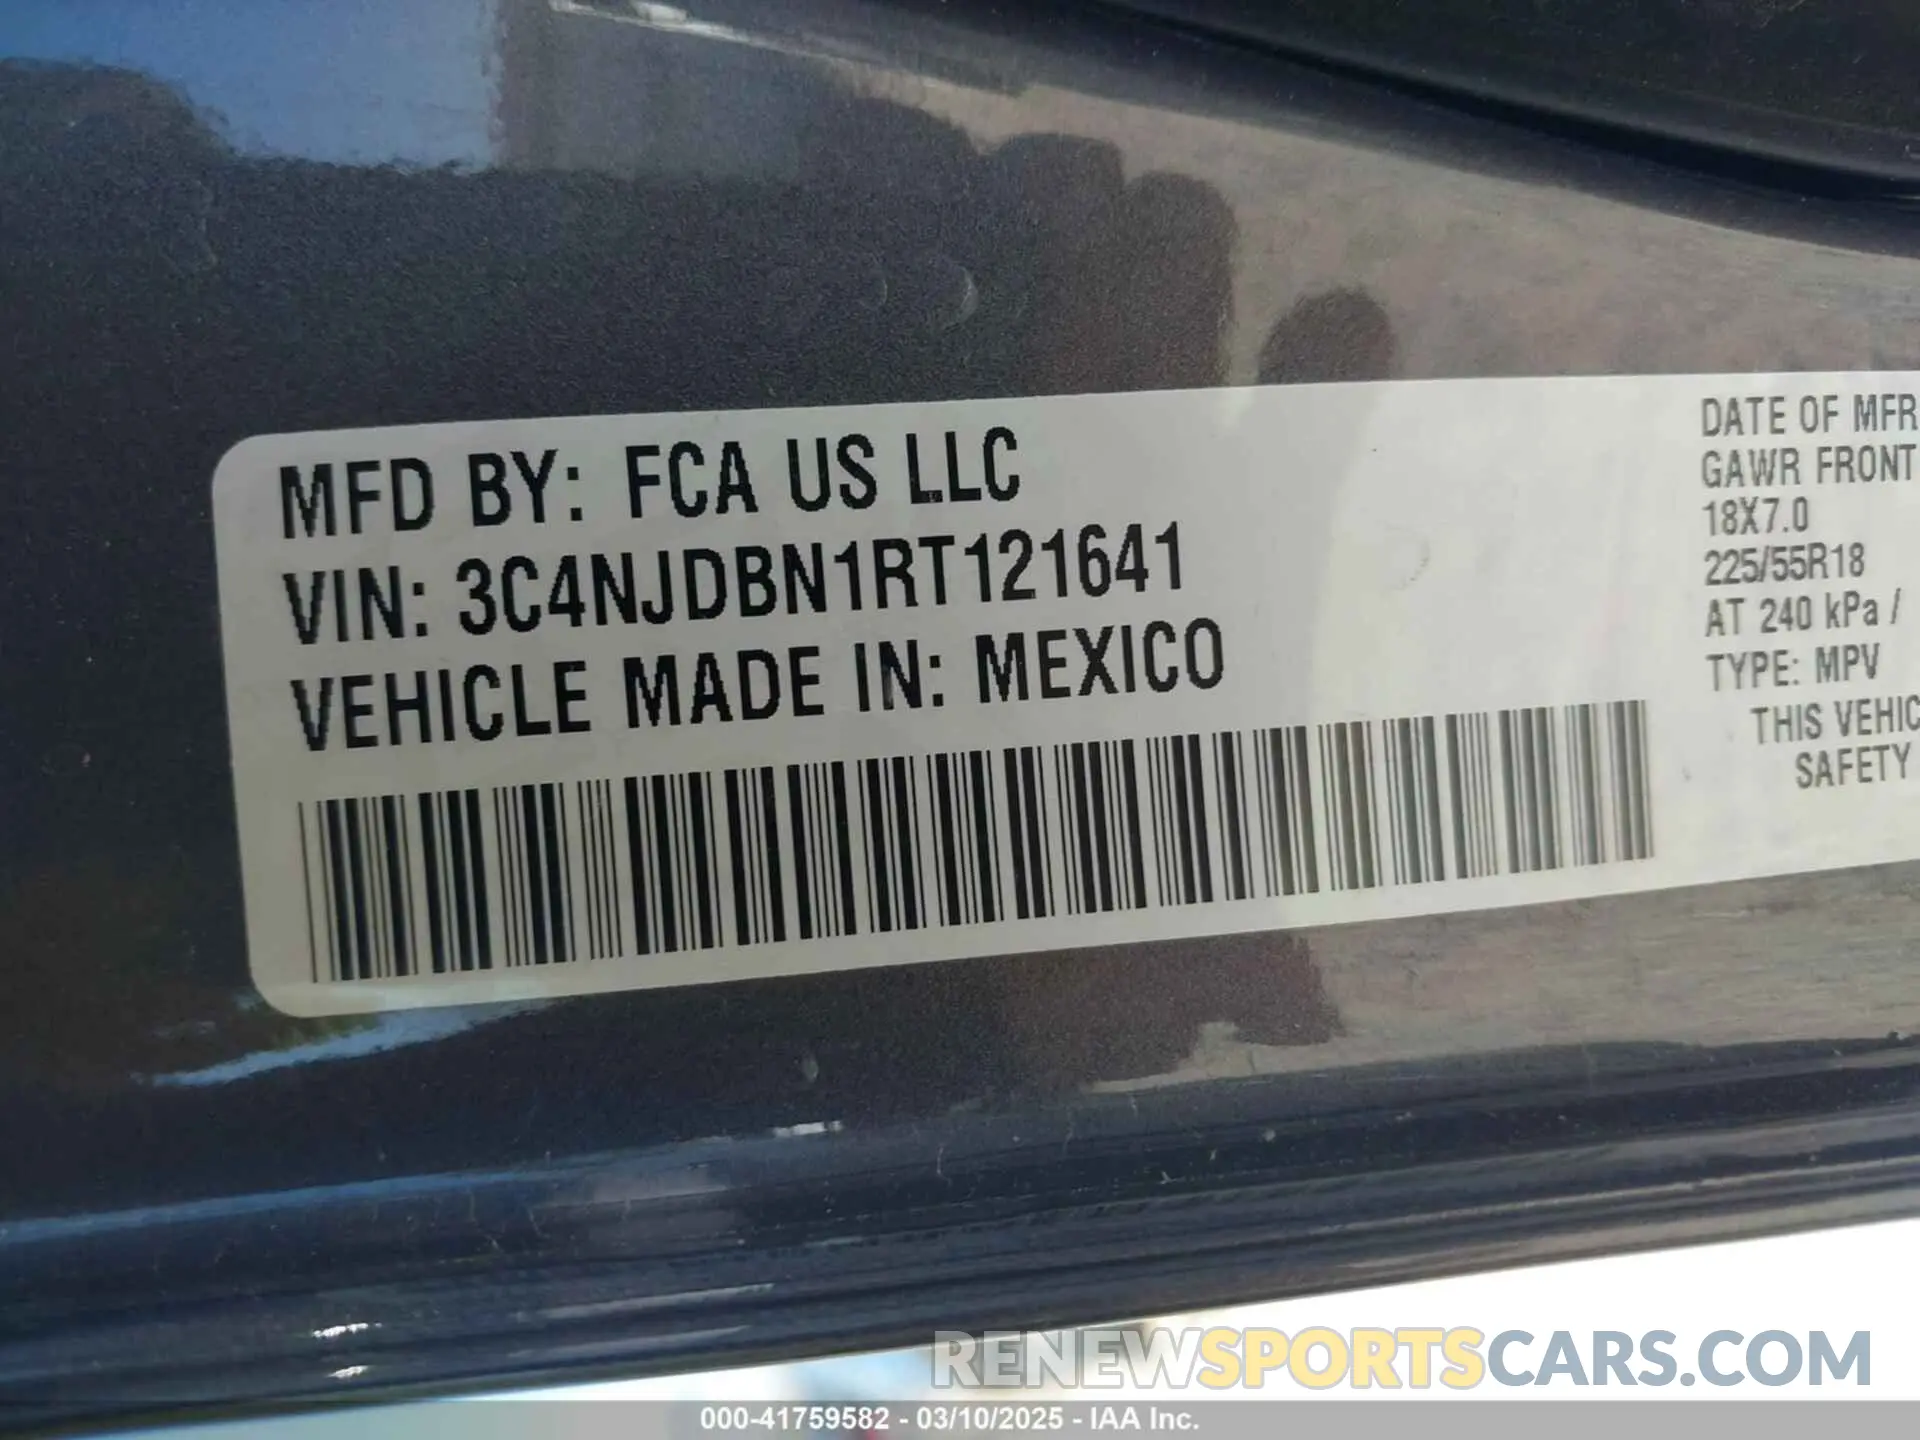 MFD BY: FCA US LLC
VIN: 3C4NJDBN1RT121641
VEHICLE MADE IN: MEXICO
DATE OF MFR
GAWR FRONT
18X7.0
225/55R18
AT 240 kPa /
TYPE: MPV
THIS VEHIC
SAFETY
RENEWSPORTSCARS.COM
000-41759582 - 03/10/2025 - IAA Inc.